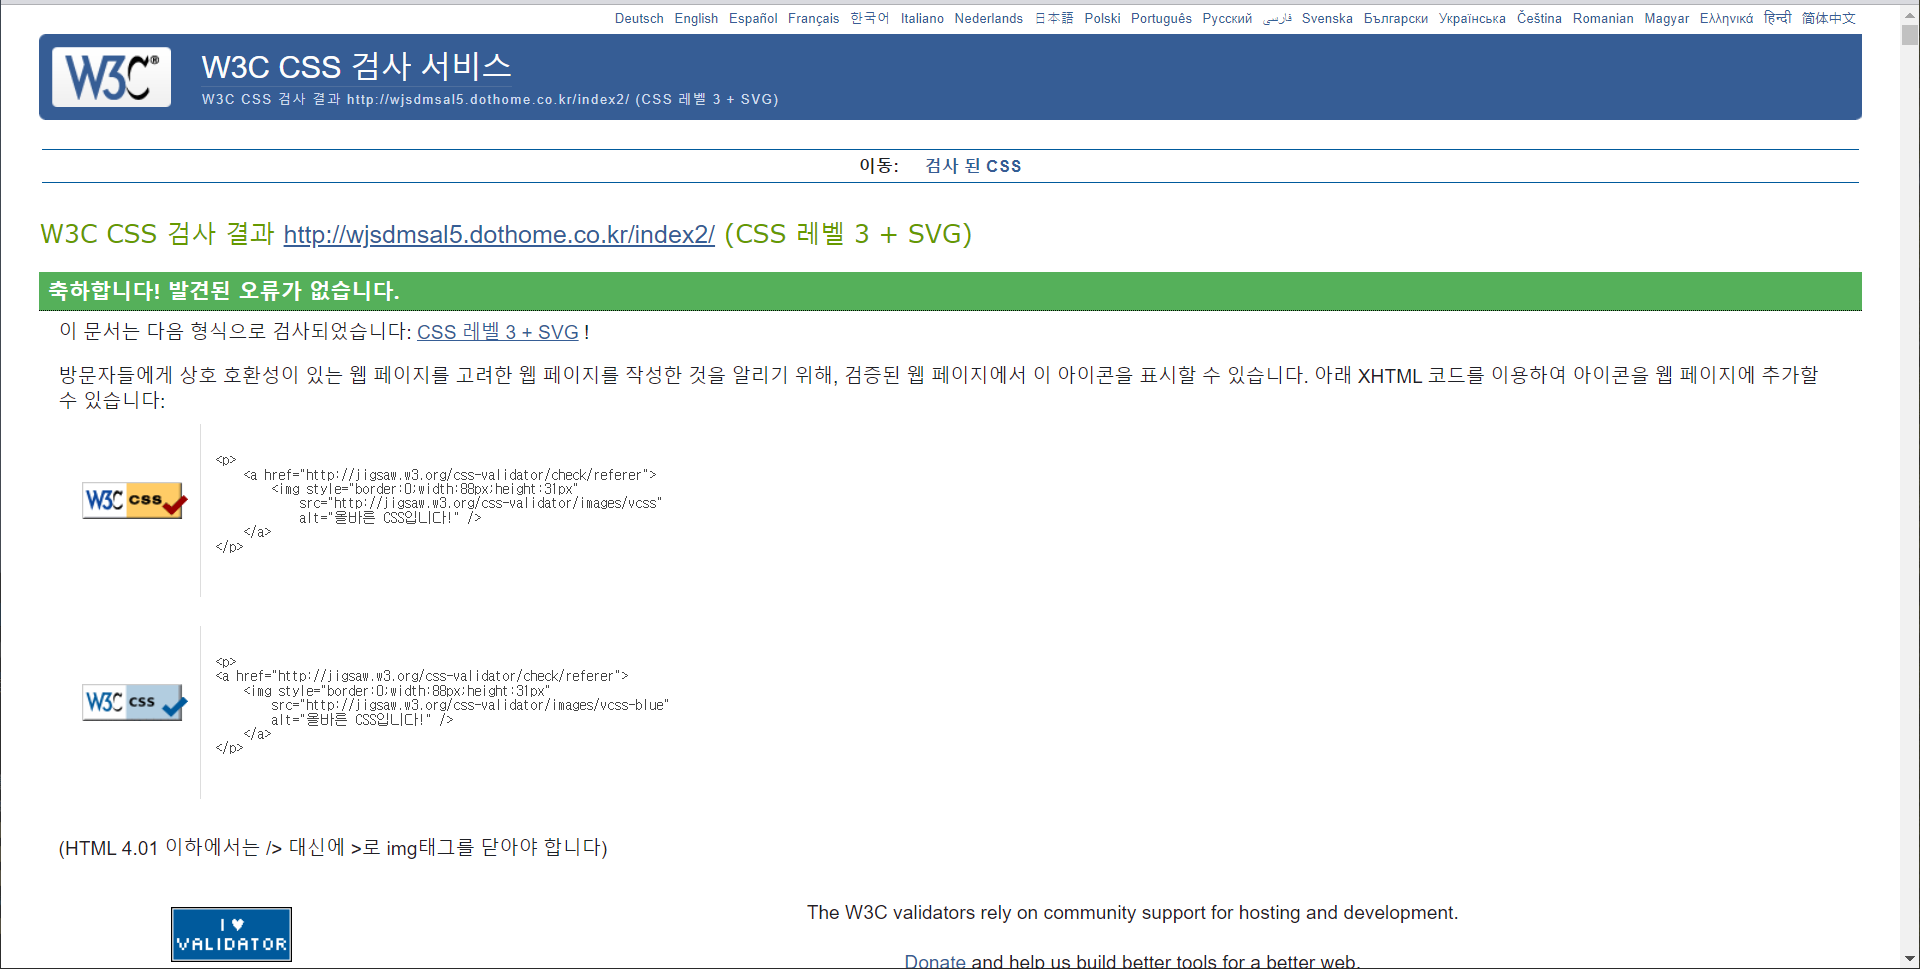 Deutsch English Español Français 한국어 Italiano Nederlands 日本語 Polski Português Русский فارسی Svenska Български Українська Čeština Romanian Magyar Ελληνικά हिन्दी 简体中文
W3C®
W3C CSS 검사 서비스
W3C CSS 검사 결과 http://wjsdmsal5.dothome.co.kr/index2/ (CSS 레벨 3 + SVG)
이동: 검사 된 CSS
W3C CSS 검사 결과 http://wjsdmsal5.dothome.co.kr/index2/ (CSS 레벨 3 + SVG)
축하합니다! 발견된 오류가 없습니다.
이 문서는 다음 형식으로 검사되었습니다: CSS 레벨 3 + SVG !
방문자들에게 상호 호환성이 있는 웹 페이지를 고려한 웹 페이지를 작성한 것을 알리기 위해, 검증된 웹 페이지에서 이 아이콘을 표시할 수 있습니다. 아래 XHTML 코드를 이용하여 아이콘을 웹 페이지에 추가할
수 있습니다:
W3C css
<p>
<a href="http://jigsaw.w3.org/css-validator/check/referer">
<img style="border:0;width:88px;height:31px"
src="http://jigsaw.w3.org/css-validator/images/vcss"
alt="올바른 CSS입니다!" />
</a>
</p>
W3C css
<p>
<a href="http://jigsaw.w3.org/css-validator/check/referer">
<img style="border:0;width:88px;height:31px"
src="http://jigsaw.w3.org/css-validator/images/vcss-blue"
alt="올바른 CSS입니다!" />
</a>
</p>
(HTML 4.01 이하에서는 /> 대신에 >로 img태그를 닫아야 합니다)
I ♥
VALIDATOR
The W3C validators rely on community support for hosting and development.
Donate and help us build better tools for a better web.